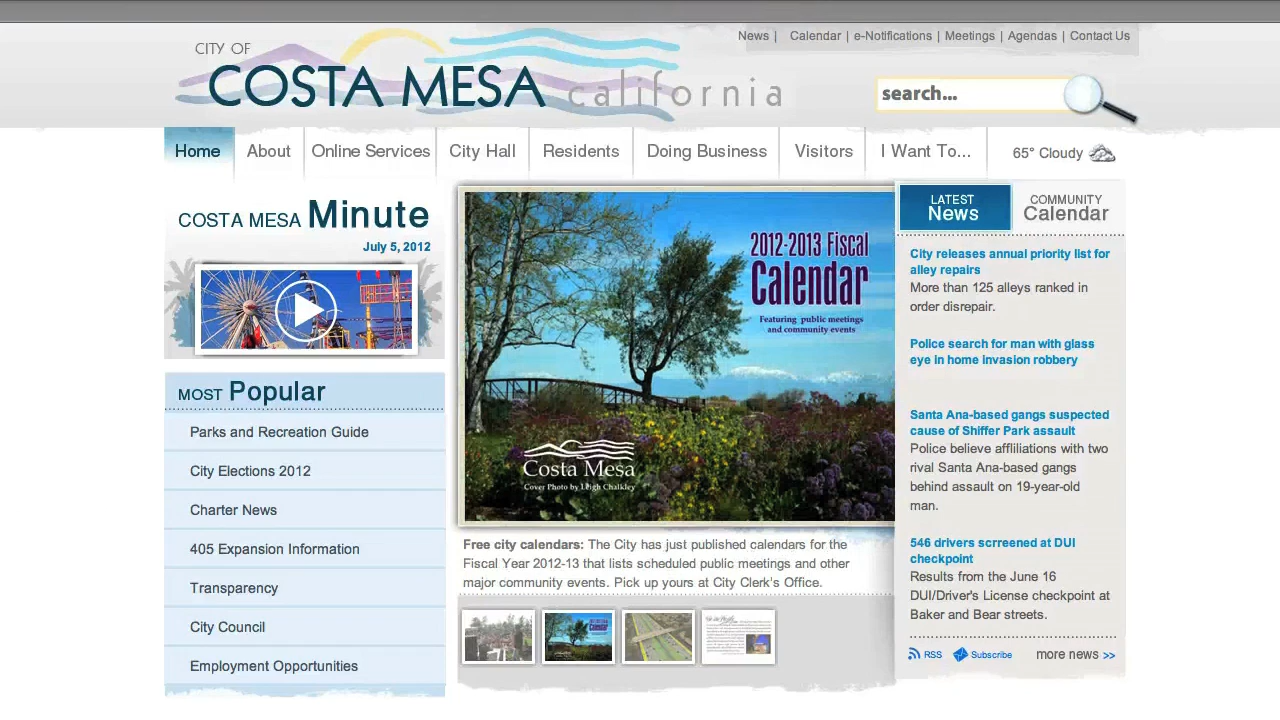 News | Calendar | e-Notifications | Meetings | Agendas | Contact Us
CITY OF
COSTA MESA california
search...
Home
About
Online Services
City Hall
Residents
Doing Business
Visitors
I Want To...
65° Cloudy
COSTA MESA Minute
July 5, 2012
MOST Popular
Parks and Recreation Guide
City Elections 2012
Charter News
405 Expansion Information
Transparency
City Council
Employment Opportunities
2012-2013 Fiscal
Calendar
Featuring public meetings
and community events
Costa Mesa
Cover Photo by Leigh Chalkley
Free city calendars: The City has just published calendars for the
Fiscal Year 2012-13 that lists scheduled public meetings and other
major community events. Pick up yours at City Clerk's Office.
LATEST
News
COMMUNITY
Calendar
City releases annual priority list for
alley repairs
More than 125 alleys ranked in
order disrepair.
Police search for man with glass
eye in home invasion robbery
Santa Ana-based gangs suspected
cause of Shiffer Park assault
Police believe affliliations with two
rival Santa Ana-based gangs
behind assault on 19-year-old
man.
546 drivers scrreened at DUI
checkpoint
Results from the June 16
DUI/Driver's License checkpoint at
Baker and Bear streets.
RSS
Subscribe
more news >>